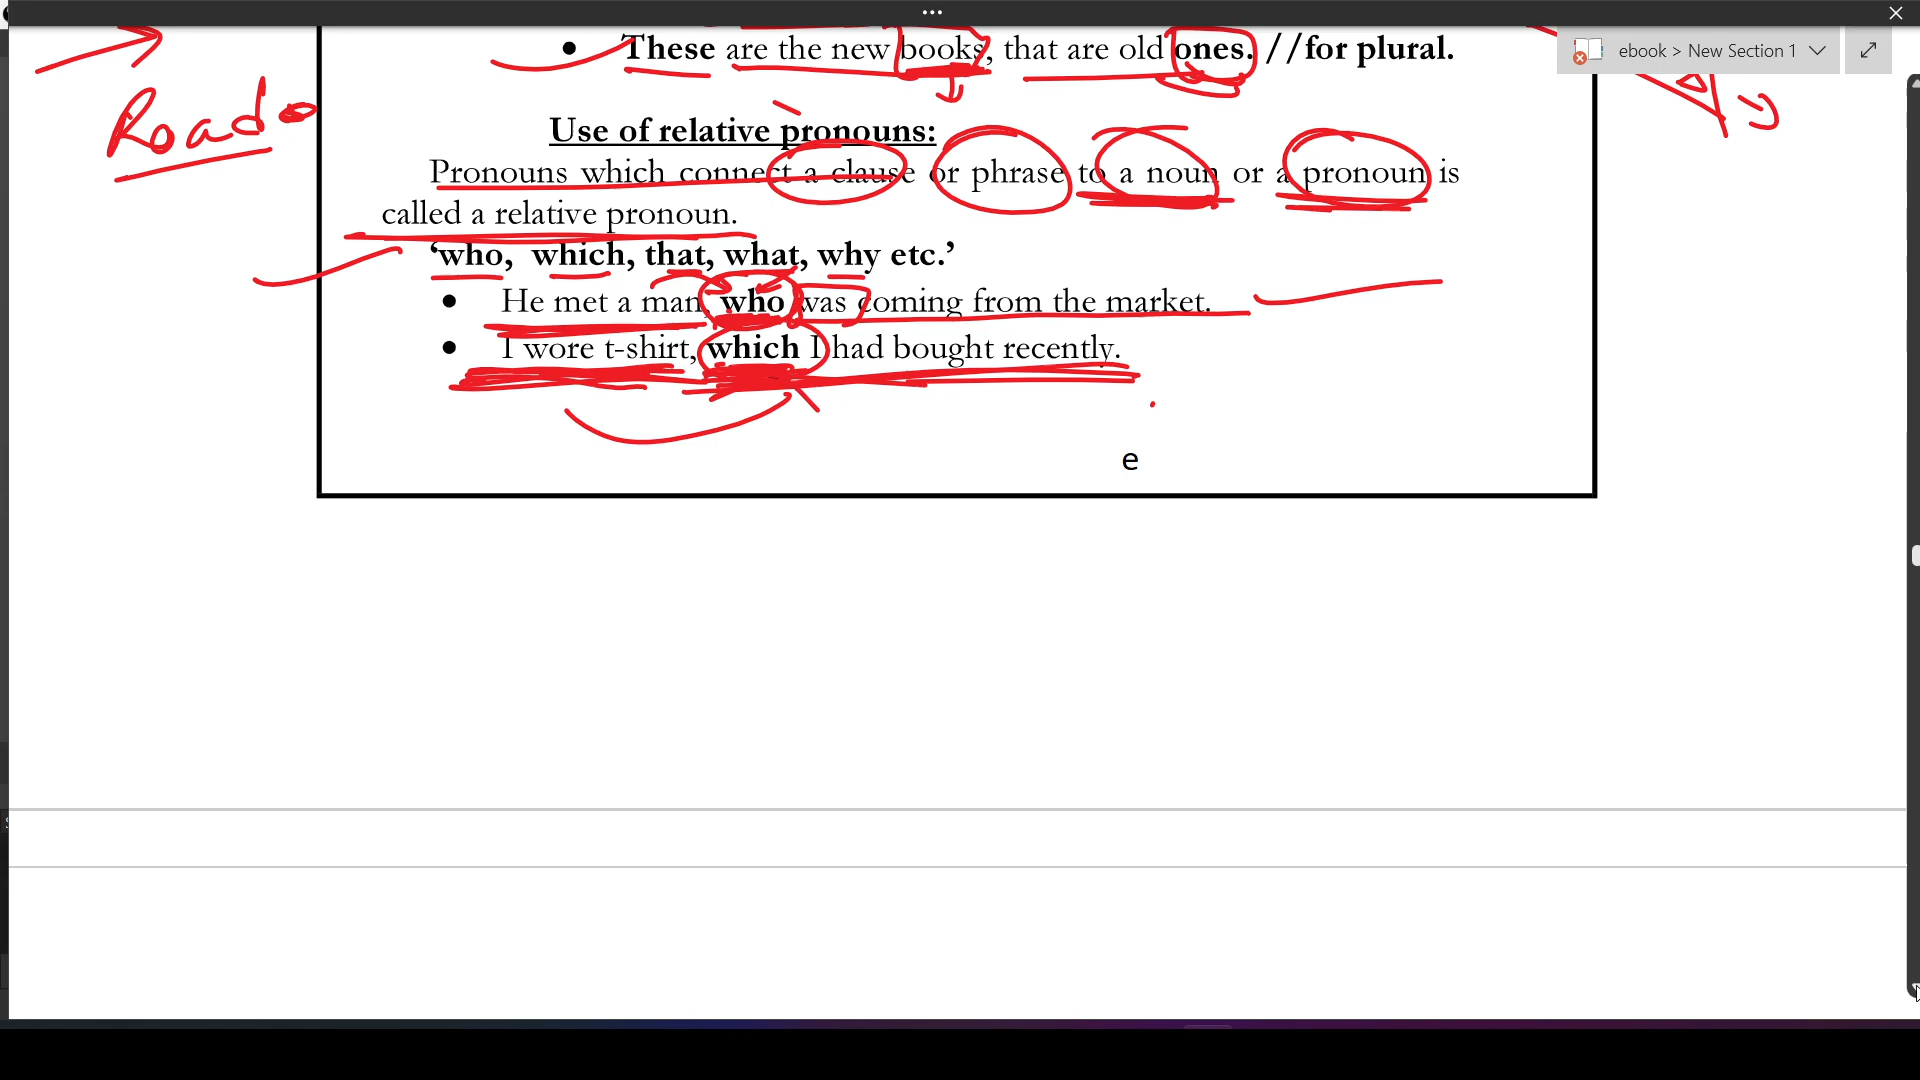 • These are the new books, that are old ones. //for plural.
ebook > New Section 1
Road
Use of relative pronouns:
Pronouns which connect a clause or phrase to a noun or a pronoun is
called a relative pronoun.
‘who, which, that, what, why etc.’
• He met a man, who was coming from the market.
• I wore t-shirt, which I had bought recently.
e